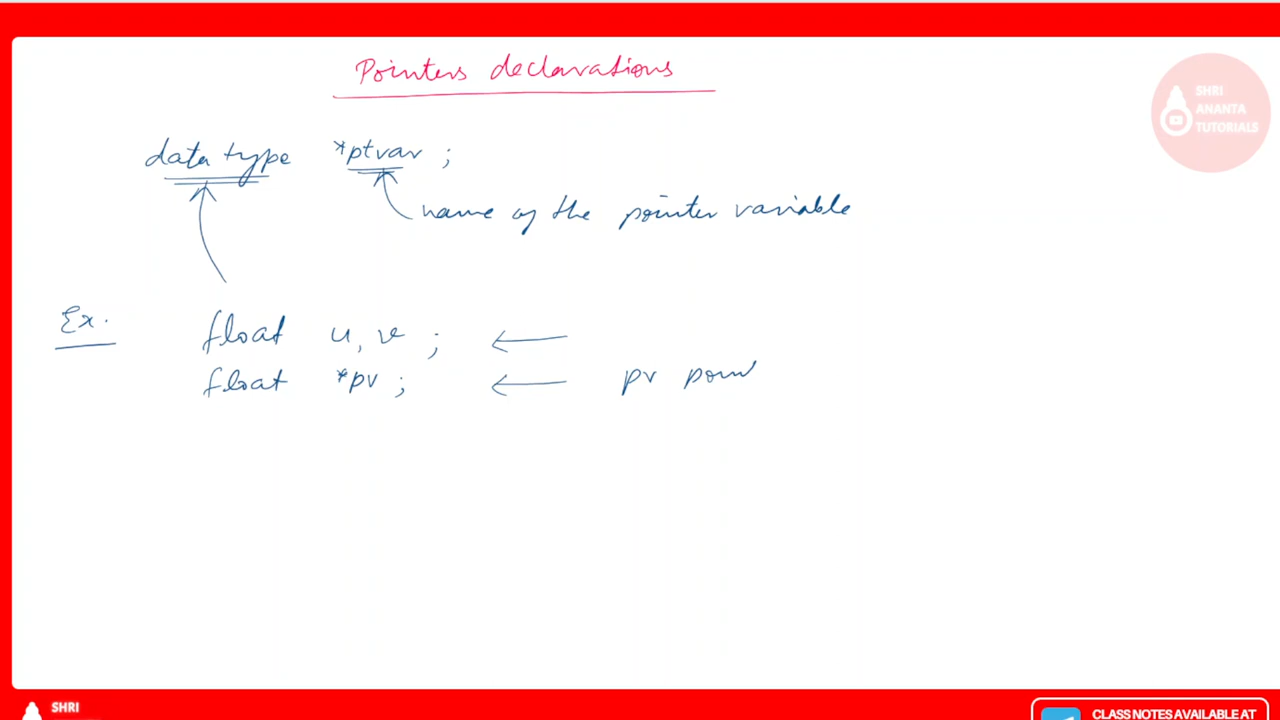 Pointers declarations
SHRI
ANANTA
TUTORIALS
data type *ptvar ;
name of the pointer variable
Ex. float u, v ;
float *pv ; pv poin
SHRI
CLASS NOTES AVAILABLE AT